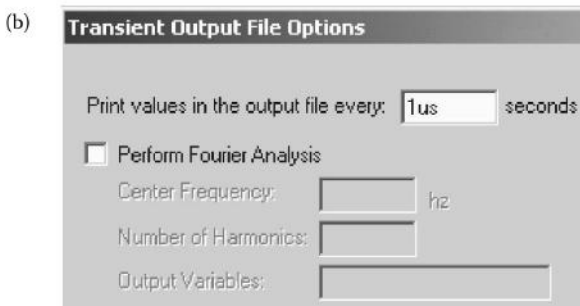 (b)
Transient Output File Options
Print values in the output file every: 1us seconds
Perform Fourier Analysis
Center Frequency: hz
Number of Harmonics:
Output Variables: